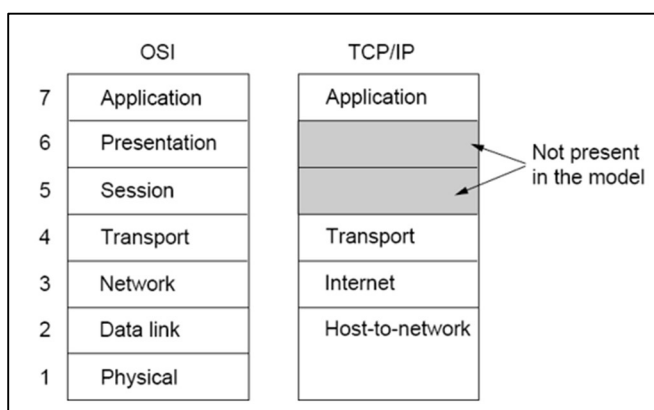 OSI TCP/IP
7 Application Application
6 Presentation
Not present
in the model
5 Session
4 Transport Transport
3 Network Internet
2 Data link Host-to-network
1 Physical